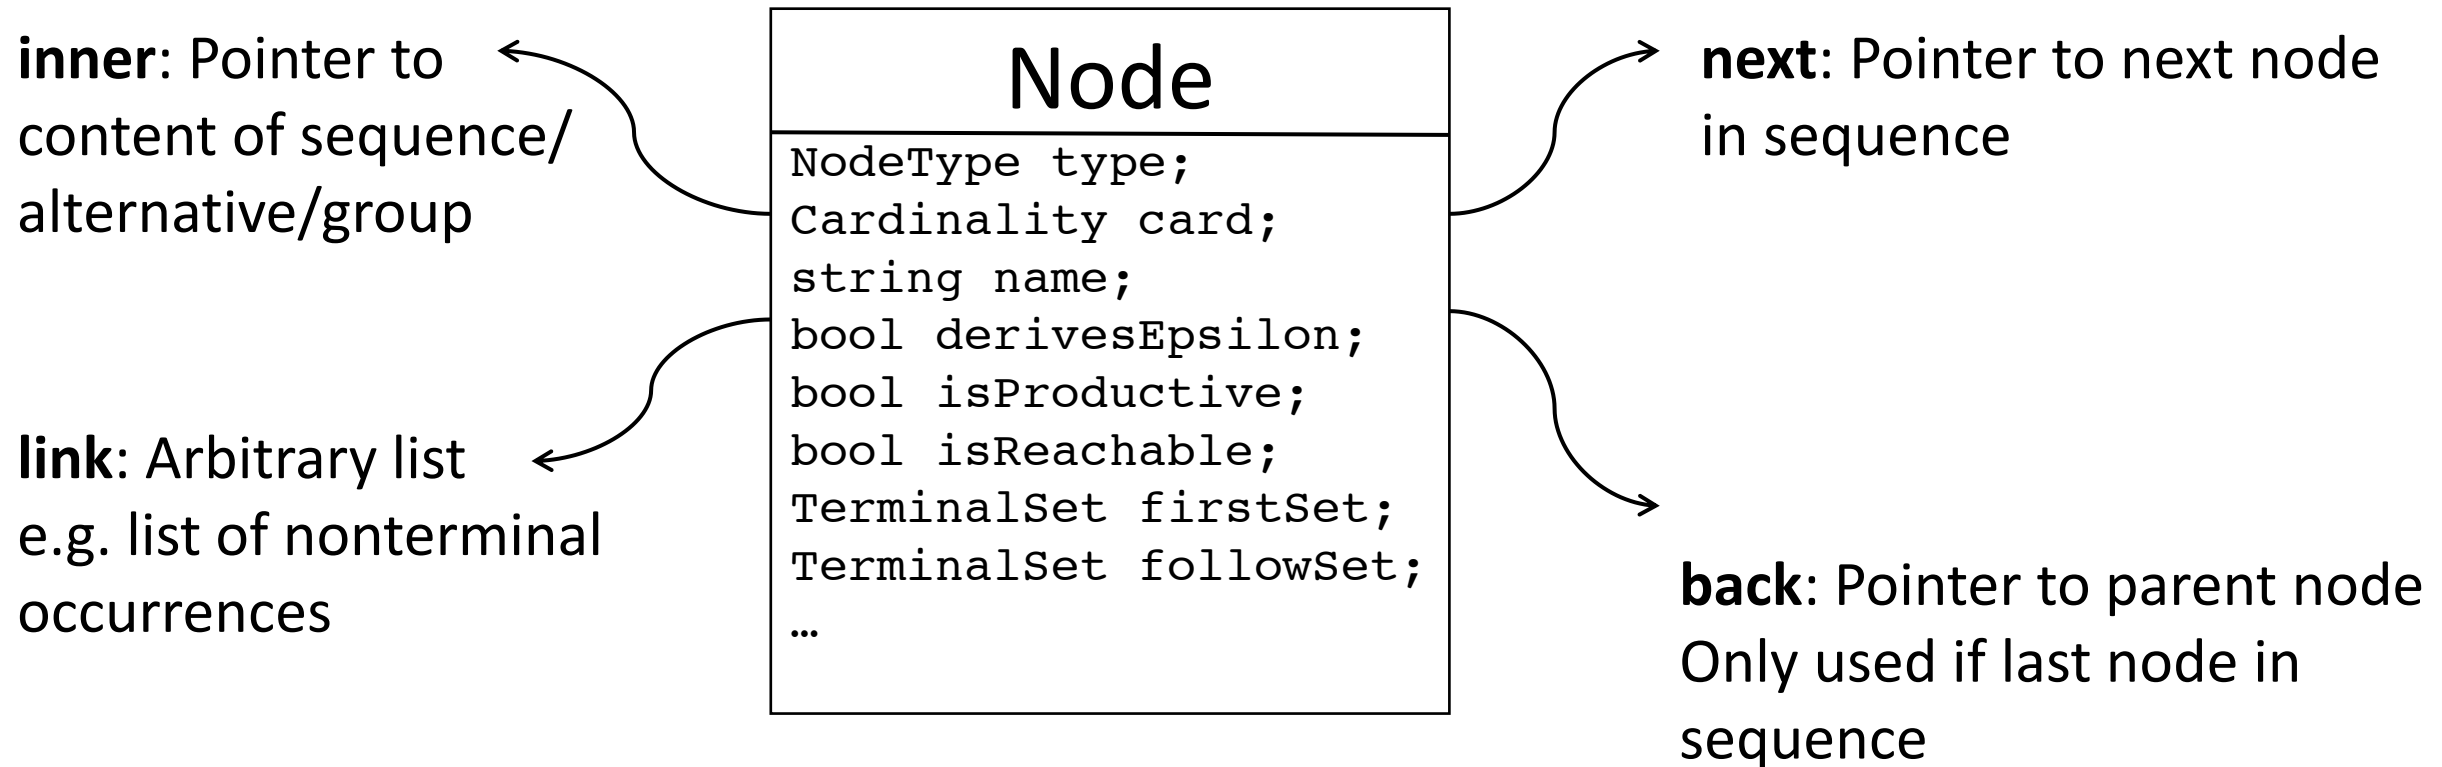 inner: Pointer to
content of sequence/
alternative/group
link: Arbitrary list
e.g. list of nonterminal
occurrences
Node
NodeType type;
Cardinality card;
string name;
bool derivesEpsilon;
bool isProductive;
bool isReachable;
TerminalSet firstSet;
TerminalSet followSet;
…
next: Pointer to next node
in sequence
back: Pointer to parent node
Only used if last node in
sequence